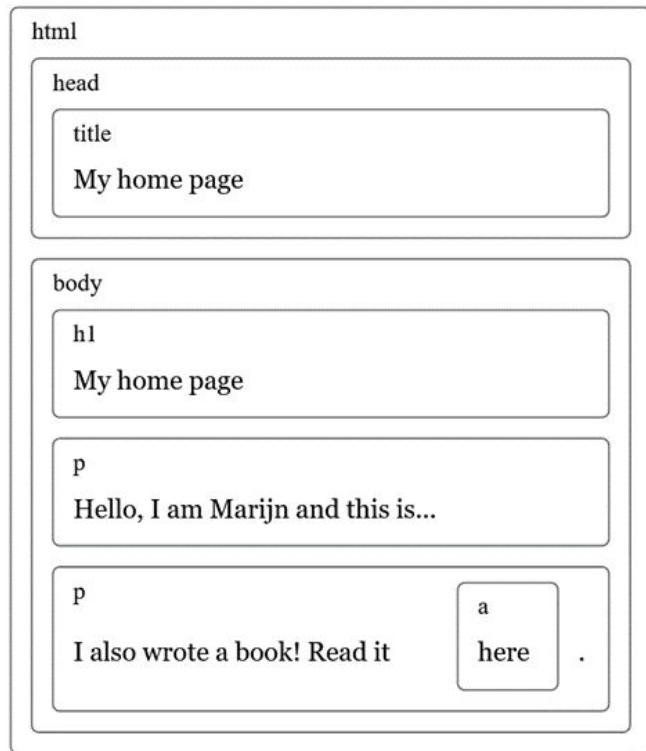 html
head
title
My home page
body
h1
My home page
p
Hello, I am Marijn and this is...
p
a
I also wrote a book! Read it here .